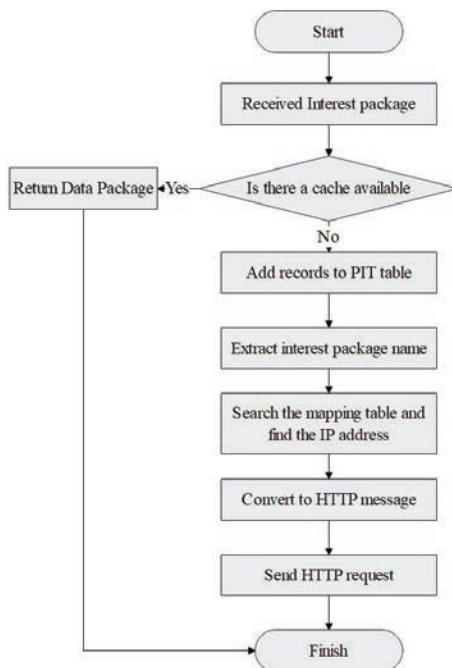 Start
Received Interest package
Is there a cache available
Yes
Return Data Package
No
Add records to PIT table
Extract interest package name
Search the mapping table and
find the IP address
Convert to HTTP message
Send HTTP request
Finish